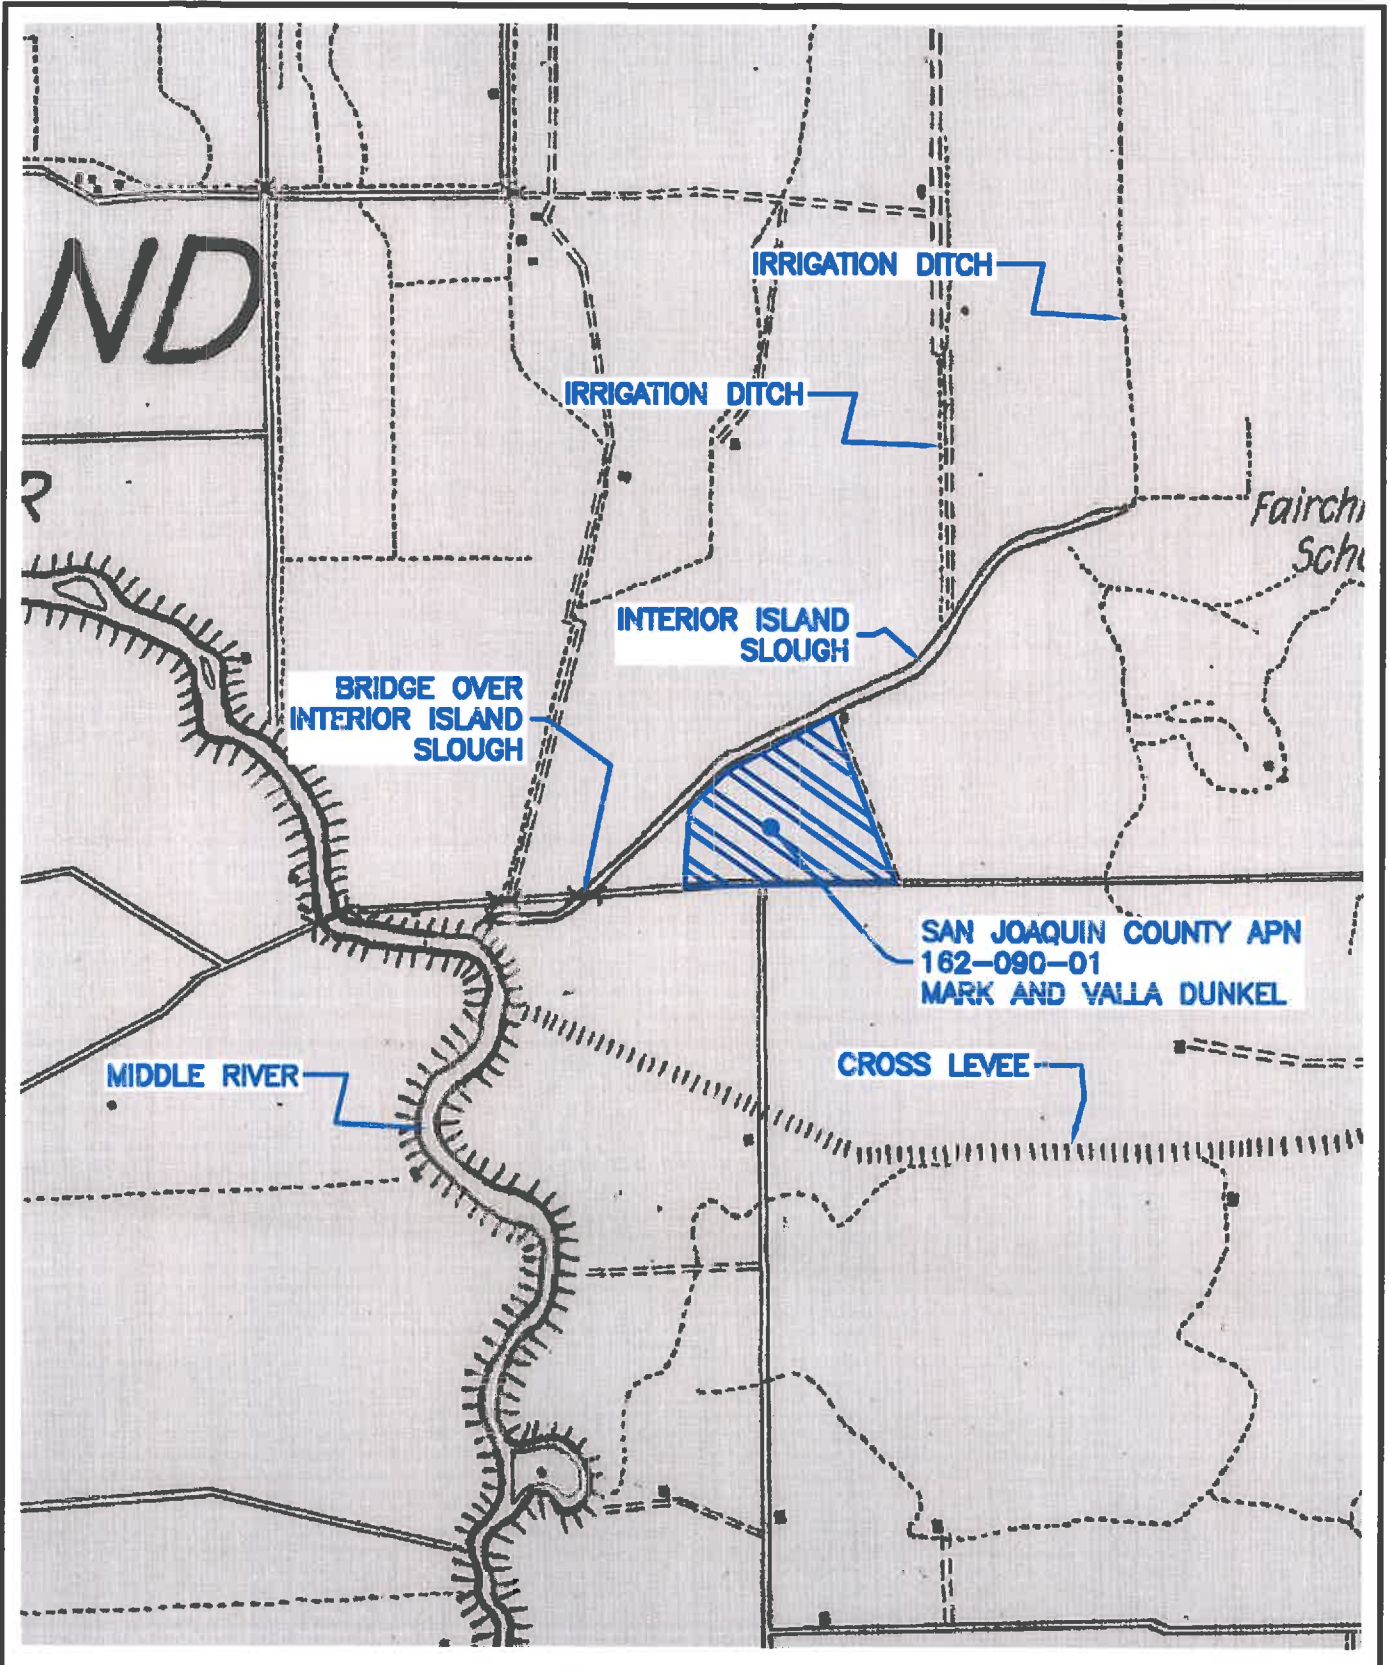 ND
IRRIGATION DITCH
IRRIGATION DITCH
R
Fairch
Sch
INTERIOR ISLAND
SLOUGH
BRIDGE OVER
INTERIOR ISLAND
SLOUGH
SAN JOAQUIN COUNTY APN
162-090-01
MARK AND VALLA DUNKEL
MIDDLE RIVER
CROSS LEVEE